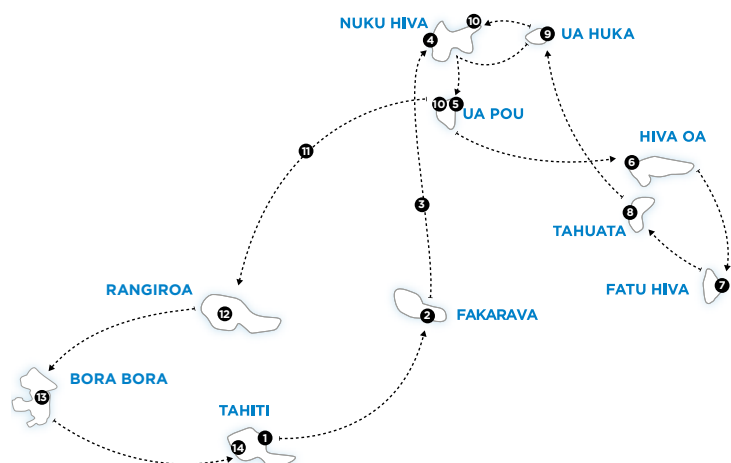 10
NUKU HIVA
4
9
UA HUKA
10
5
UA POU
11
HIVA OA
6
3
8
TAHUATA
RANGIROA
12
2
FAKARAVA
FATU HIVA
7
BORA BORA
13
TAHITI
1
14